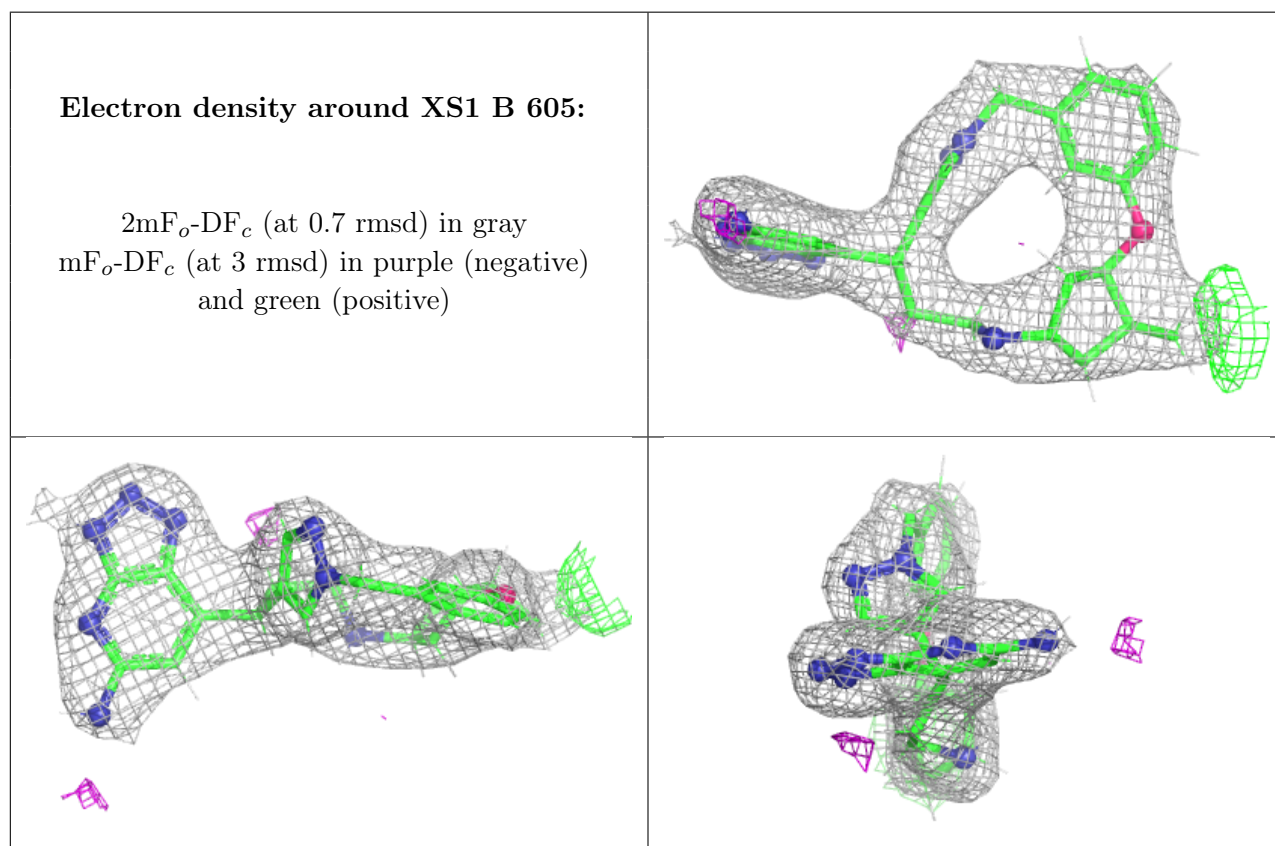 Electron density around XS1 B 605:
2mFo-DFc (at 0.7 rmsd) in gray
mFo-DFc (at 3 rmsd) in purple (negative)
and green (positive)